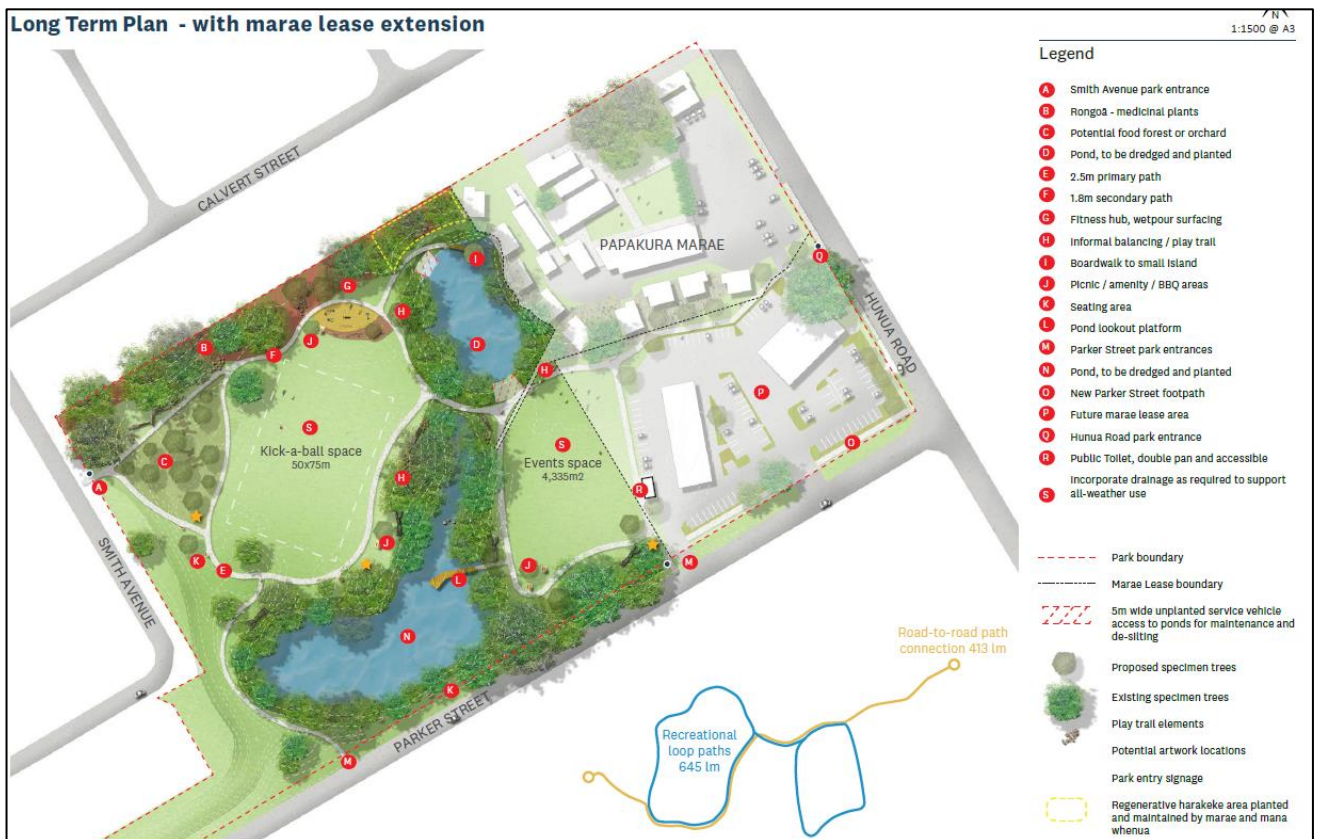 Long Term Plan - with marae lease extension
N
1:1500 @ A3
Legend
A Smith Avenue park entrance
B Rongoā - medicinal plants
C Potential food forest or orchard
D Pond, to be dredged and planted
E 2.5m primary path
F 1.8m secondary path
G Fitness hub, wetpour surfacing
H Informal balancing / play trail
I Boardwalk to small Island
J Picnic / amenity / BBQ areas
K Seating area
L Pond lookout platform
M Parker Street park entrances
N Pond, to be dredged and planted
O New Parker Street footpath
P Future marae lease area
Q Hunua Road park entrance
R Public Toilet, double pan and accessible
S Incorporate drainage as required to support
all-weather use
Park boundary
Marae Lease boundary
5m wide unplanted service vehicle
access to ponds for maintenance and
de-silting
Proposed specimen trees
Existing specimen trees
Play trail elements
Potential artwork locations
Park entry signage
Regenerative harakeke area planted
and maintained by marae and mana
whenua
CALVERT STREET
PAPAKURA MARAE
HUNUA ROAD
SMITH AVENUE
PARKER STREET
Kick-a-ball space
50x75m
Events space
4,335m2
I
Q
G
H
B
F
J
D
H
P
S
S
C
O
H
R
A
J
K
E
J
M
L
N
K
M
Road-to-road path
connection 413 lm
Recreational
loop paths
645 lm